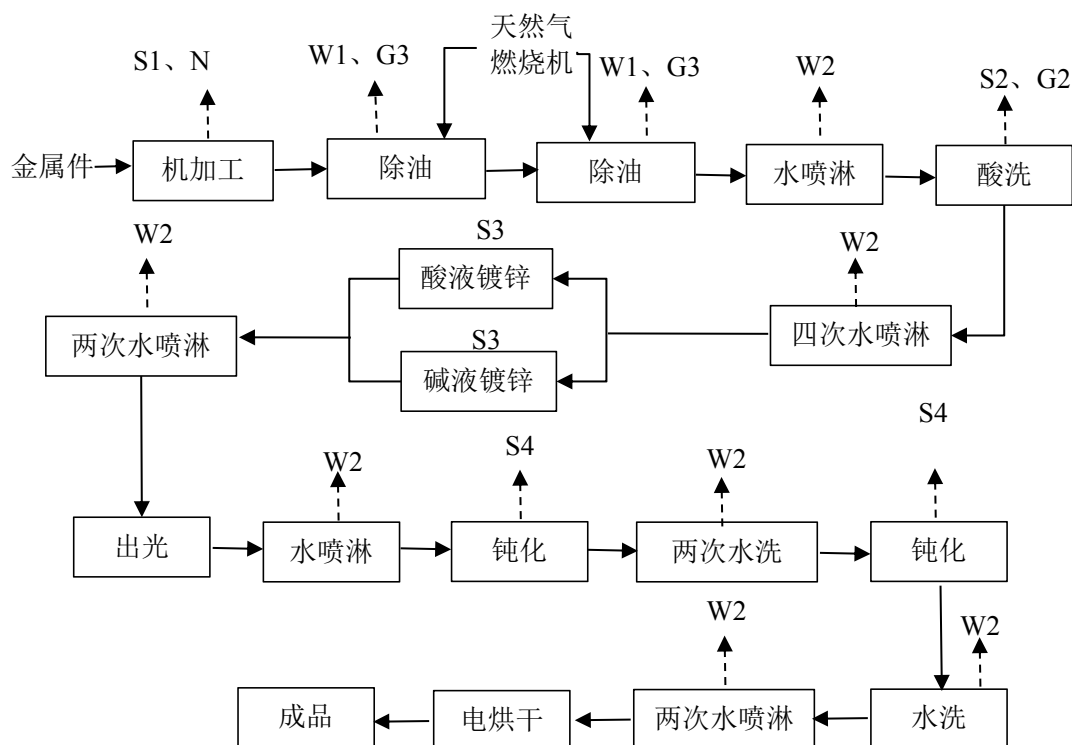 天然气
燃烧机
S1、N
W1、G3
W1、G3
W2
S2、G2
金属件
机加工
除油
除油
水喷淋
酸洗
W2
S3
W2
酸液镀锌
两次水喷淋
四次水喷淋
S3
碱液镀锌
W2
S4
W2
S4
出光
水喷淋
钝化
两次水洗
钝化
W2
W2
成品
电烘干
两次水喷淋
水洗